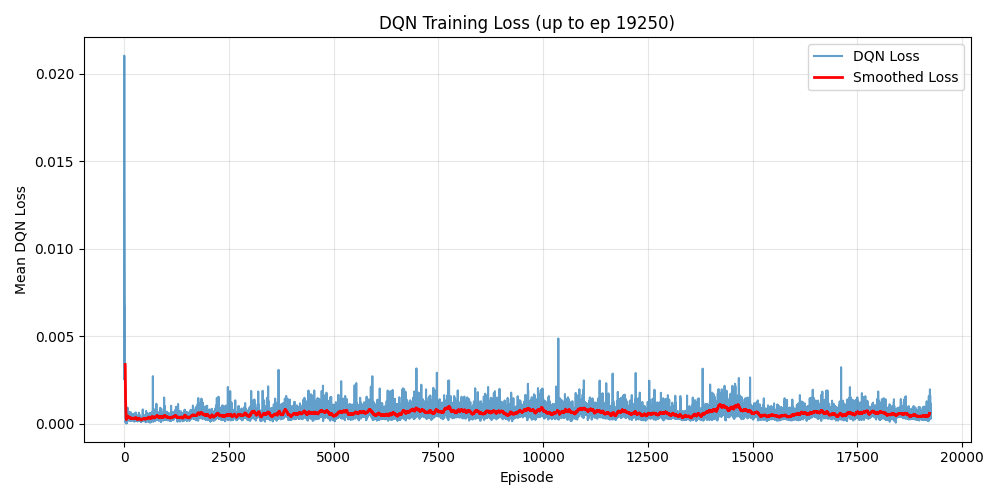 DQN Training Loss (up to ep 19250)
DQN Loss
Smoothed Loss
Mean DQN Loss
0.020
0.015
0.010
0.005
0.000
0 2500 5000 7500 10000 12500 15000 17500 20000
Episode